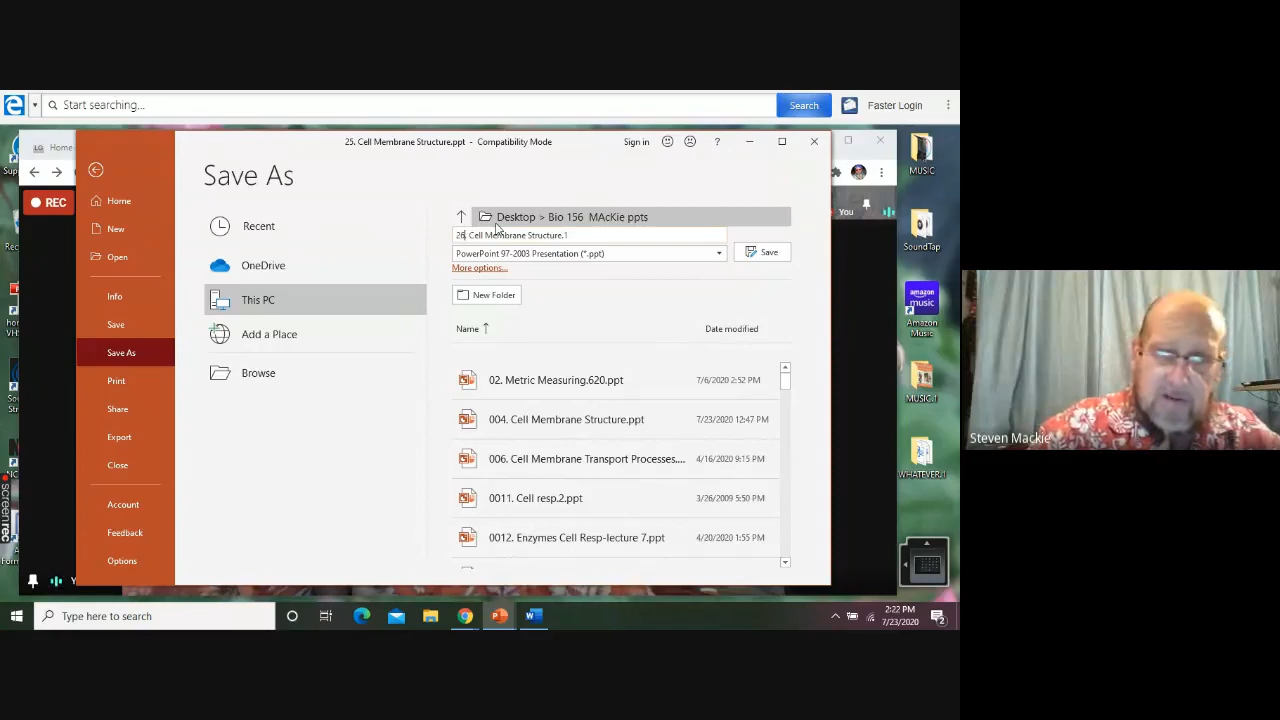 Start searching...
Search
Faster Login
Home
25. Cell Membrane Structure.ppt - Compatibility Mode
Sign in
?
REC
Save As
Home
New
Open
Info
Save
Save As
Print
Share
Export
Close
Account
Feedback
Options
Recent
OneDrive
This PC
Add a Place
Browse
Desktop > Bio 156 MAcKie ppts
26. Cell Membrane Structure.1
PowerPoint 97-2003 Presentation (*.ppt)
Save
More options...
New Folder
Name
Date modified
02. Metric Measuring.620.ppt
7/6/2020 2:52 PM
004. Cell Membrane Structure.ppt
7/23/2020 12:47 PM
006. Cell Membrane Transport Processes....
4/16/2020 9:15 PM
0011. Cell resp.2.ppt
3/26/2009 5:50 PM
0012. Enzymes Cell Resp-lecture 7.ppt
4/20/2020 1:55 PM
You
MUSIC
SoundTap
amazon music
Amazon Music
MUSIC.1
WHATEVER.1
screenrec
Type here to search
2:22 PM
7/23/2020
2
Steven Mackie